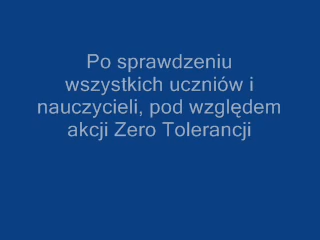 Po sprawdzeniu
wszystkich uczniów i
nauczycieli, pod względem
akcji Zero Tolerancji